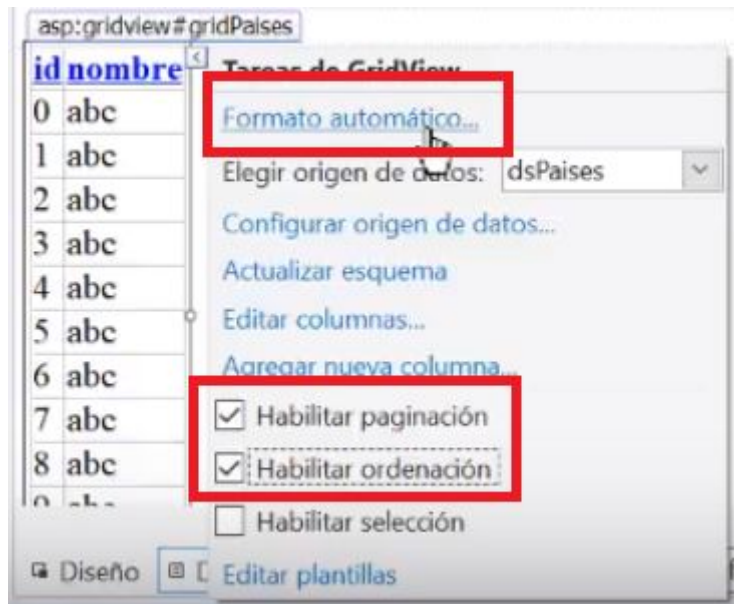 asp:gridview#gridPaises
id nombre
0 abc
1 abc
2 abc
3 abc
4 abc
5 abc
6 abc
7 abc
8 abc
9 abc
Tareas de GridView
Formato automático...
Elegir origen de datos: dsPaises
Configurar origen de datos...
Actualizar esquema
Editar columnas...
Agregar nueva columna...
Habilitar paginación
Habilitar ordenación
Habilitar selección
Editar plantillas
Diseño